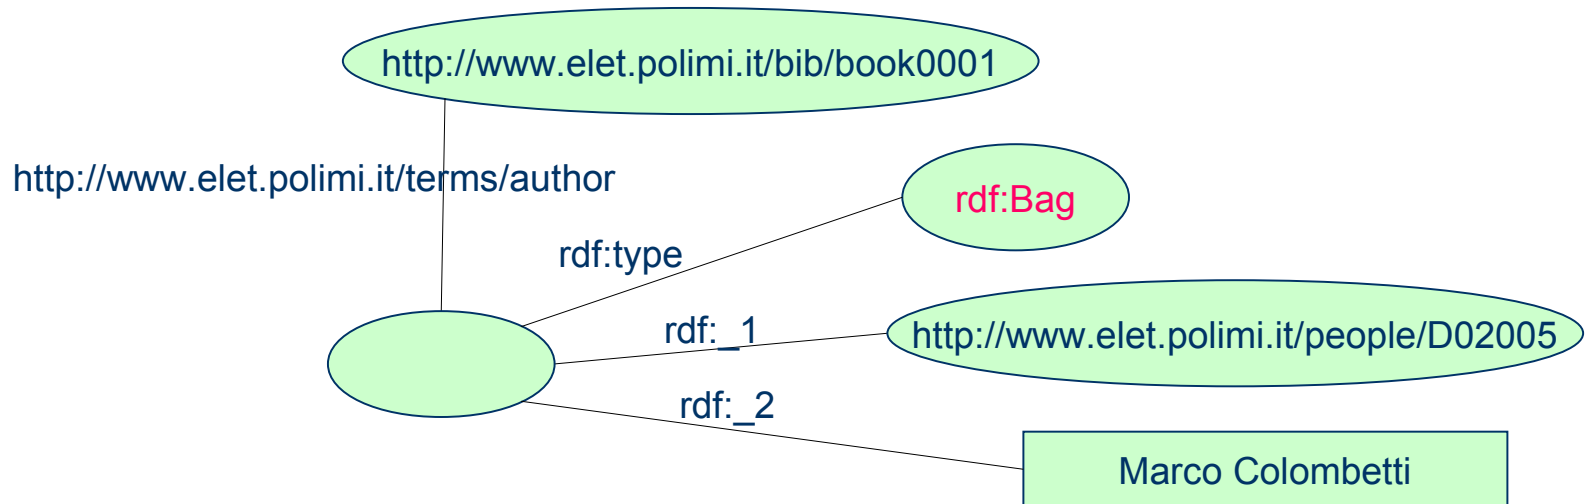 http://www.elet.polimi.it/bib/book0001
http://www.elet.polimi.it/terms/author
rdf:Bag
rdf:type
rdf:_1
http://www.elet.polimi.it/people/D02005
rdf:_2
Marco Colombetti